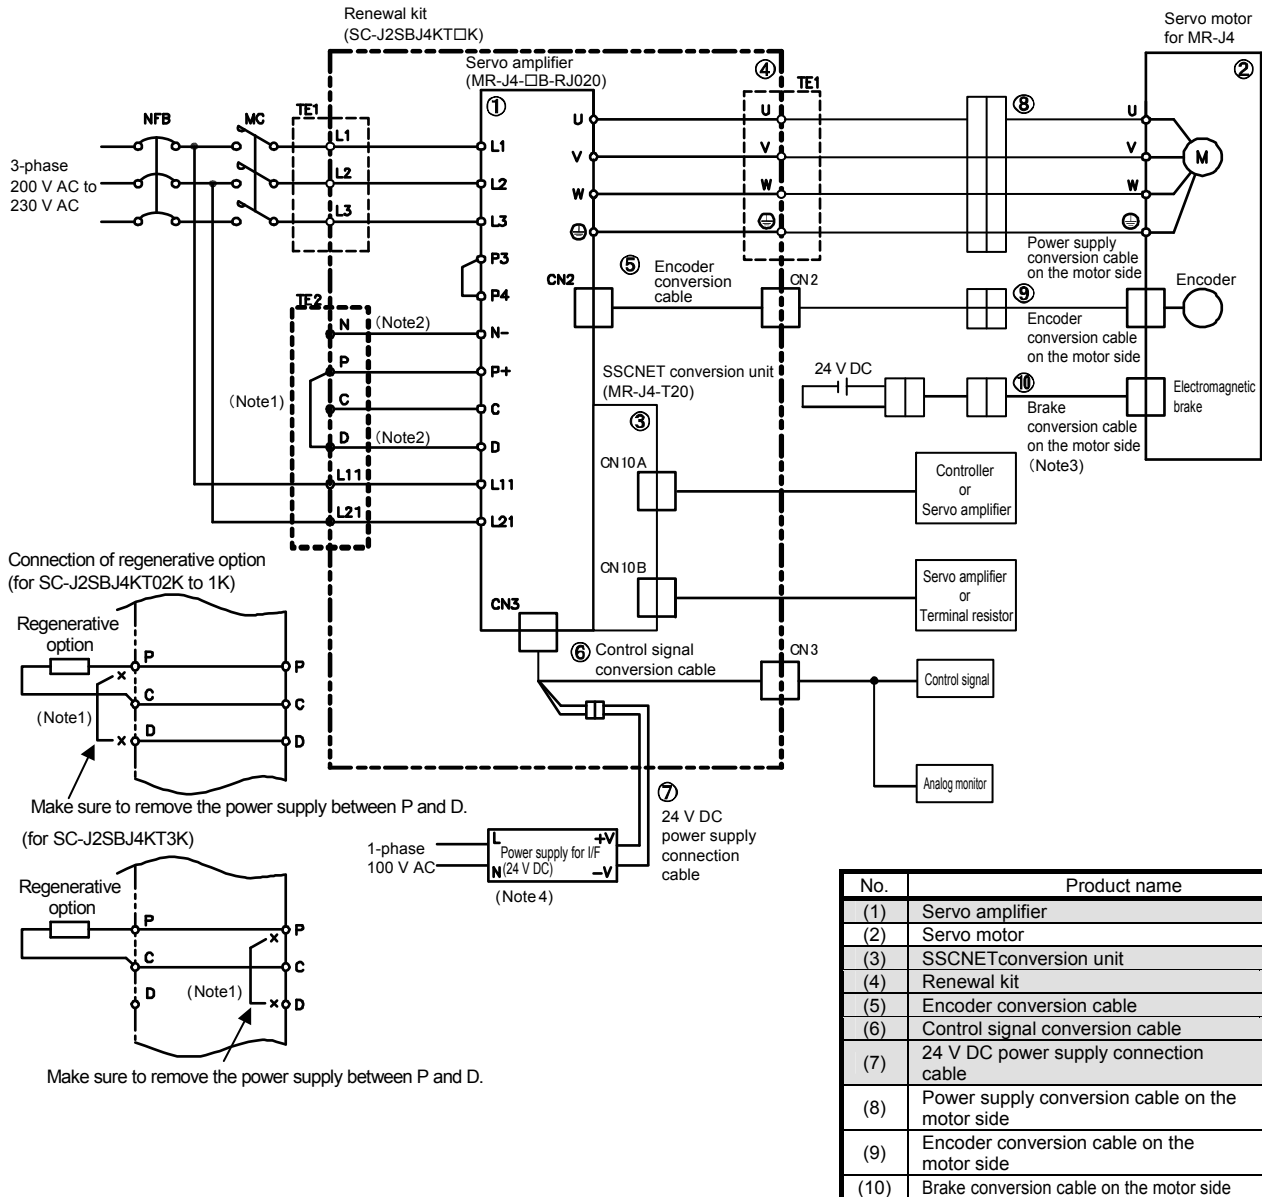 Renewal kit
(SC-J2SBJ4KT□K)
Servo motor
for MR-J4
Servo amplifier
(MR-J4-□B-RJ020)
①
④
②
TE1
TE1
NFB
MC
3-phase
200 V AC to
230 V AC
L1
L2
L3
L1
L2
L3
P3
P4
N-
P+
C
D
L11
L21
U
V
W
U
V
W
⑧
U
V
W
M
Power supply
conversion cable
on the motor side
TE2
N
(Note2)
P
(Note1)
C
D
(Note2)
L11
L21
CN2
⑤
Encoder
conversion
cable
CN2
⑨
Encoder
conversion cable
on the motor side
Encoder
SSCNET conversion unit
(MR-J4-T20)
③
24 V DC
⑩
Brake
conversion cable
on the motor side
(Note3)
Electromagnetic
brake
CN10A
Controller
or
Servo amplifier
CN10B
Servo amplifier
or
Terminal resistor
CN3
⑥ Control signal
conversion cable
CN3
Control signal
Analog monitor
⑦
24 V DC
power supply
connection
cable
1-phase
100 V AC
L
N
Power supply for I/F
(24 V DC)
+V
-V
(Note 4)
Connection of regenerative option
(for SC-J2SBJ4KT02K to 1K)
Regenerative
option
P
C
D
P
C
D
(Note1)
Make sure to remove the power supply between P and D.
(for SC-J2SBJ4KT3K)
Regenerative
option
P
C
D
P
C
D
(Note1)
Make sure to remove the power supply between P and D.
No. Product name
(1) Servo amplifier
(2) Servo motor
(3) SSCNETconversion unit
(4) Renewal kit
(5) Encoder conversion cable
(6) Control signal conversion cable
(7) 24 V DC power supply connection
cable
(8) Power supply conversion cable on the
motor side
(9) Encoder conversion cable on the
motor side
(10) Brake conversion cable on the motor side